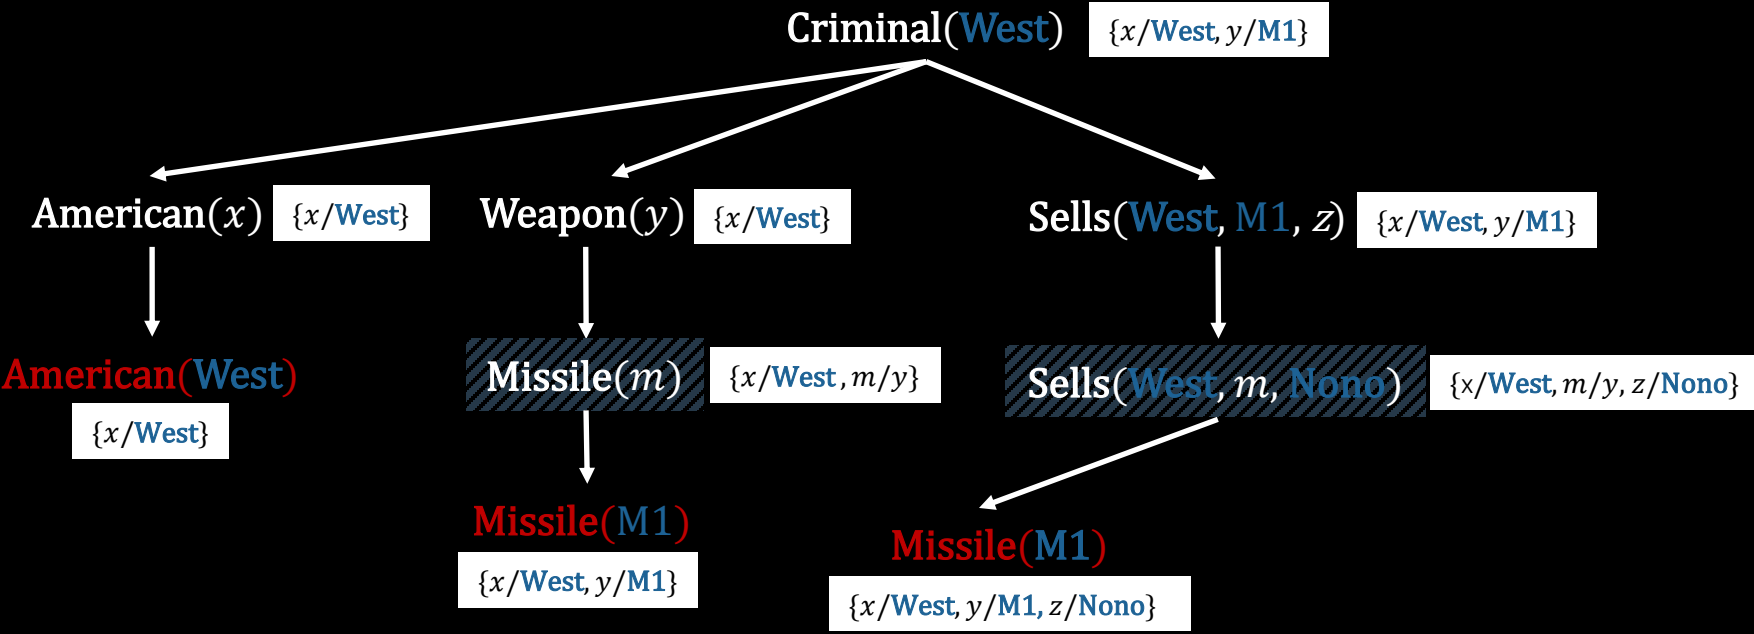 Criminal(West) {x/West, y/M1}
American(x) {x/West} Weapon(y) {x/West} Sells(West, M1, z) {x/West, y/M1}
American(West) Missile(m) {x/West , m/y} Sells(West, m, Nono) {x/West, m/y, z/Nono}
{x/West}
Missile(M1) Missile(M1)
{x/West, y/M1} {x/West, y/M1, z/Nono}